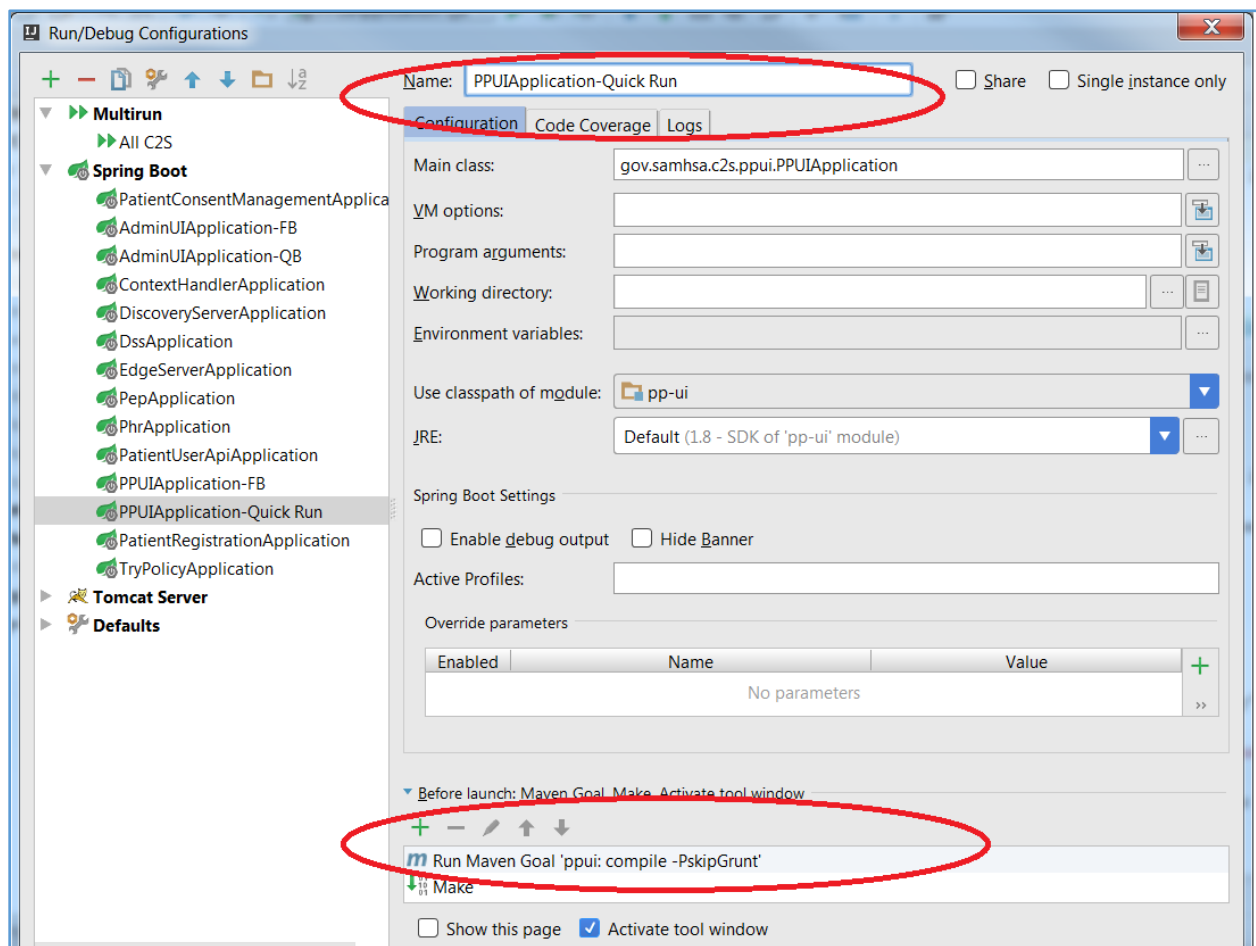 Run/Debug Configurations
Name: PPUIApplication-Quick Run Share Single instance only
Multirun
All C2S
Spring Boot
PatientConsentManagementApplica
AdminUIApplication-FB
AdminUIApplication-QB
ContextHandlerApplication
DiscoveryServerApplication
DssApplication
EdgeServerApplication
PepApplication
PhrApplication
PatientUserApiApplication
PPUIApplication-FB
PPUIApplication-Quick Run
PatientRegistrationApplication
TryPolicyApplication
Tomcat Server
Defaults
Configuration Code Coverage Logs
Main class: gov.samhsa.c2s.ppui.PPUIApplication
VM options:
Program arguments:
Working directory:
Environment variables:
Use classpath of module: pp-ui
JRE: Default (1.8 - SDK of 'pp-ui' module)
Spring Boot Settings
Enable debug output Hide Banner
Active Profiles:
Override parameters
Enabled Name Value
No parameters
Before launch: Maven Goal, Make, Activate tool window
Run Maven Goal 'ppui: compile -PskipGrunt'
Make
Show this page Activate tool window